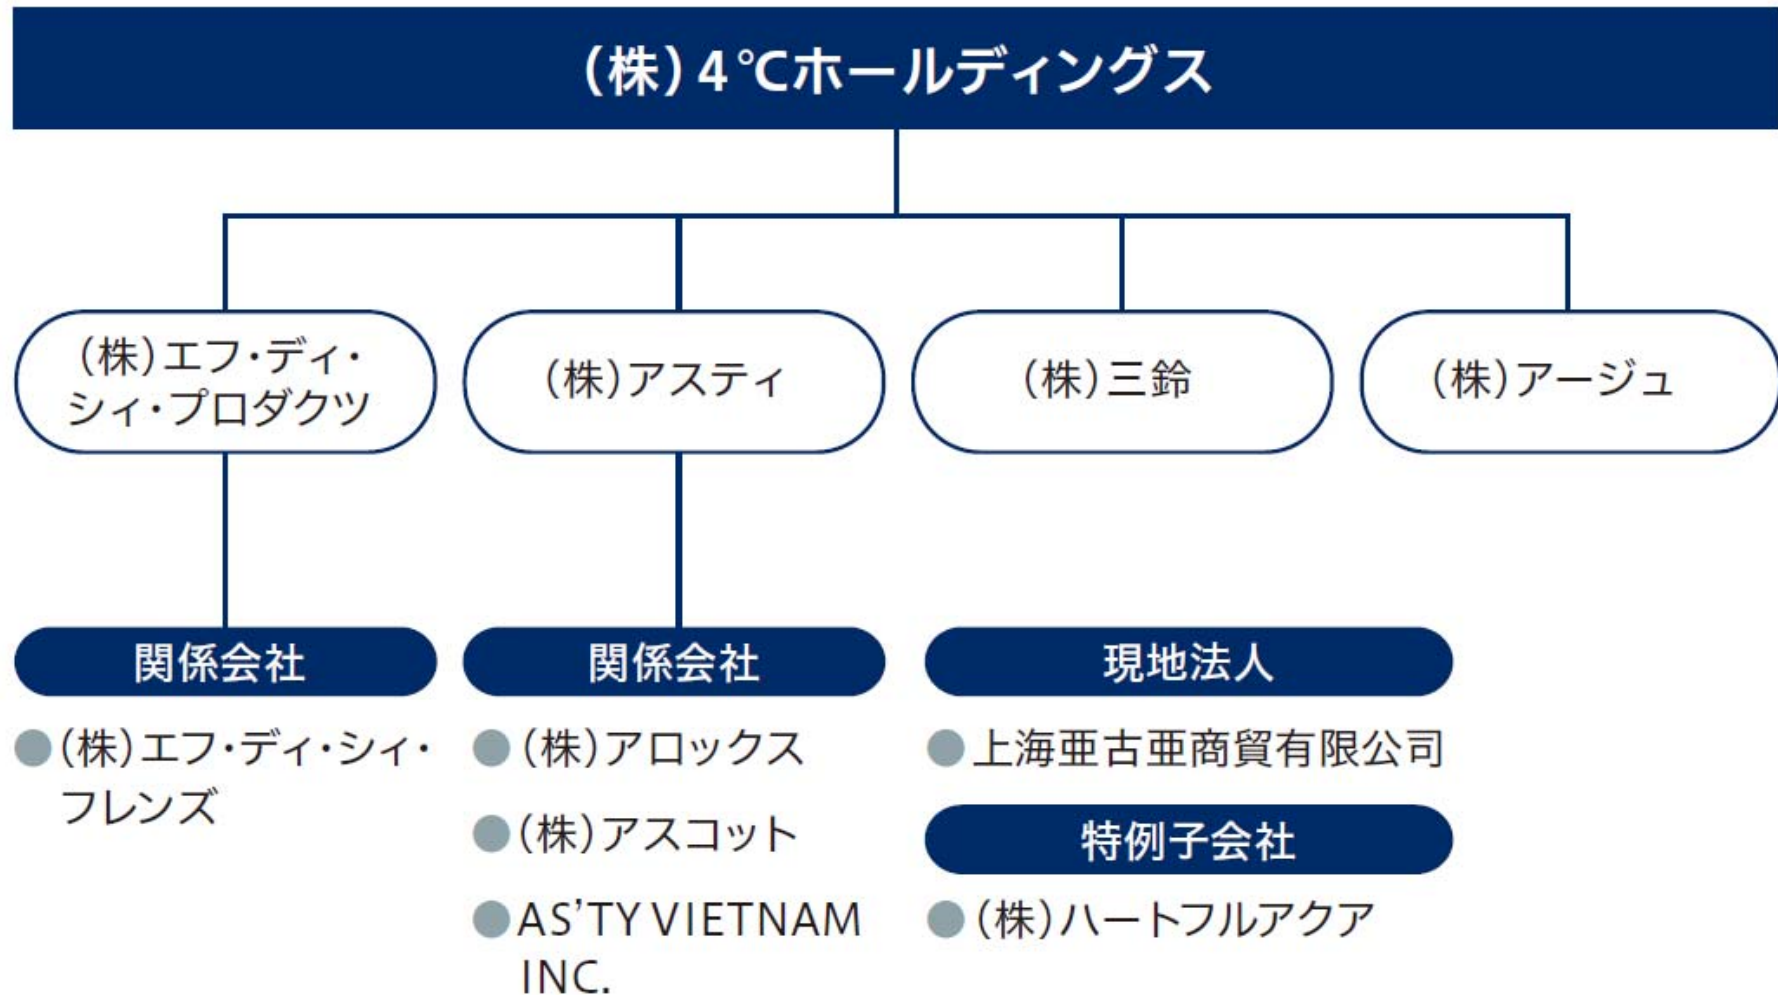 （株）4℃ホールディングス
（株）エフ・ディ・
シィ・プロダクツ
（株）アスティ
（株）三鈴
（株）アージュ
関係会社
●（株）エフ・ディ・シィ・
フレンズ
関係会社
●（株）アロックス
●（株）アスコット
●AS’TY VIETNAM
INC.
現地法人
●上海亜古亜商貿有限公司
特例子会社
●（株）ハートフルアクア